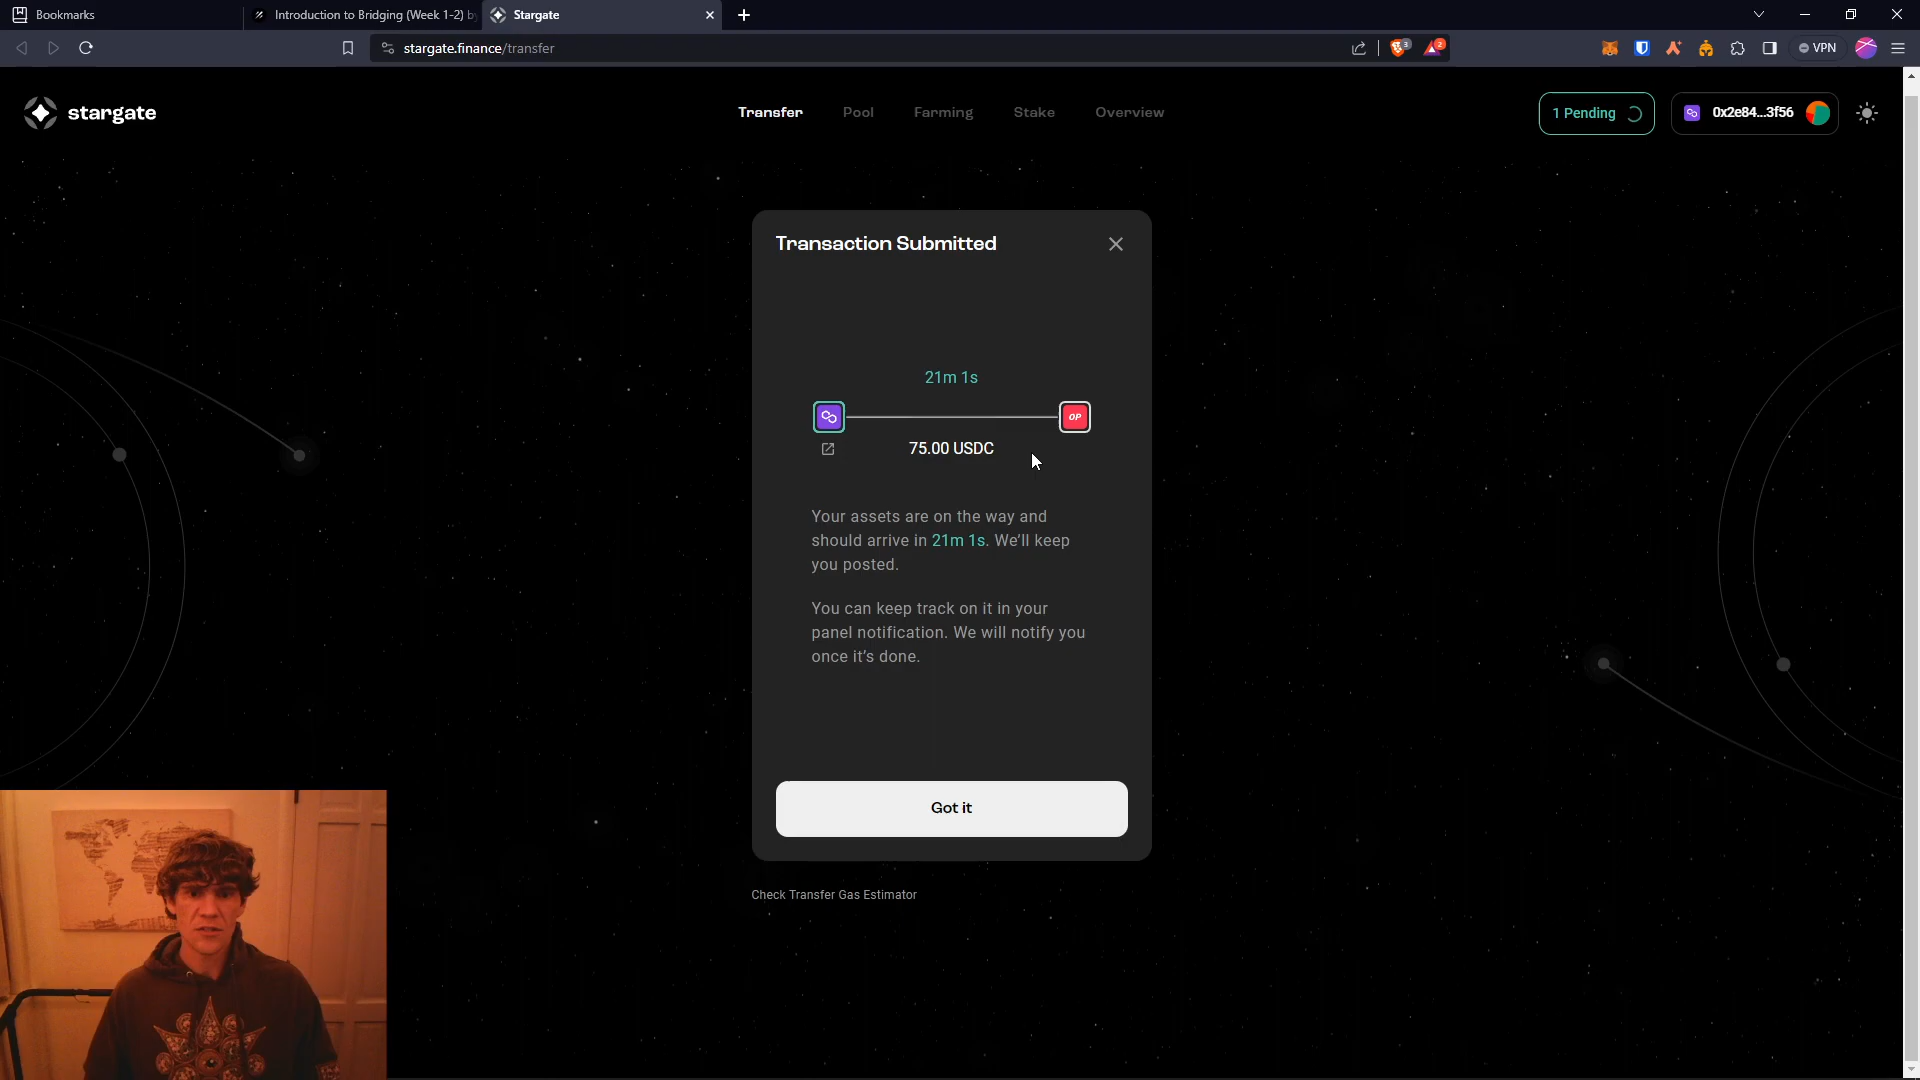 Bookmarks
Introduction to Bridging (Week 1-2) b
Stargate
stargate.finance/transfer
3
2
VPN
stargate
Transfer
Pool
Farming
Stake
Overview
1 Pending
0x2e84...3f56
Transaction Submitted
21m 1s
OP
75.00 USDC
Your assets are on the way and
should arrive in 21m 1s. We'll keep
you posted.
You can keep track on it in your
panel notification. We will notify you
once it's done.
Got it
Check Transfer Gas Estimator